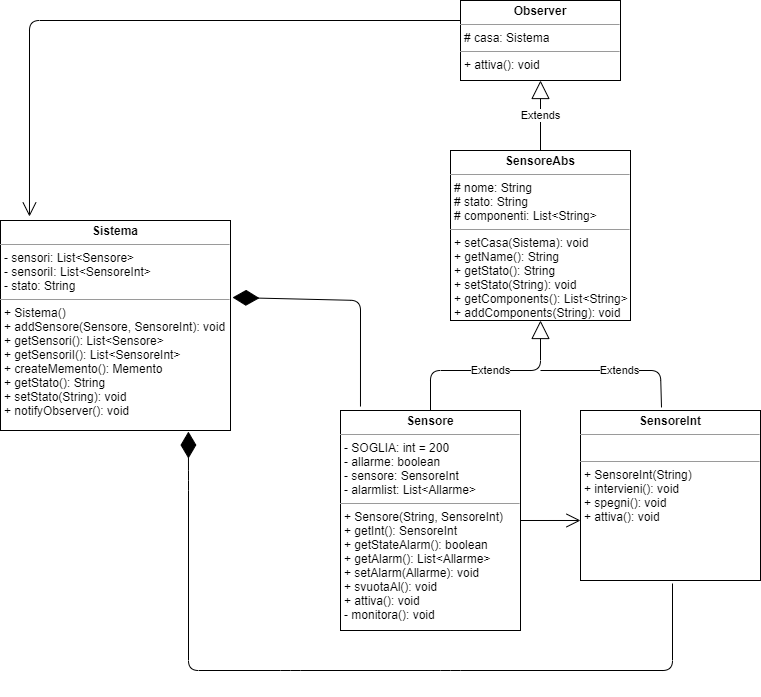 Observer
# casa: Sistema
+ attiva(): void
Extends
SensoreAbs
# nome: String
# stato: String
# componenti: List<String>
+ setCasa(Sistema): void
+ getName(): String
+ getStato(): String
+ setStato(String): void
+ getComponents(): List<String>
+ addComponents(String): void
Sistema
- sensori: List<Sensore>
- sensoriI: List<SensoreInt>
- stato: String
+ Sistema()
+ addSensore(Sensore, SensoreInt): void
+ getSensori(): List<Sensore>
+ getSensoriI(): List<SensoreInt>
+ createMemento(): Memento
+ getStato(): String
+ setStato(String): void
+ notifyObserver(): void
Extends
Extends
Sensore
- SOGLIA: int = 200
- allarme: boolean
- sensore: SensoreInt
- alarmlist: List<Allarme>
+ Sensore(String, SensoreInt)
+ getInt(): SensoreInt
+ getStateAlarm(): boolean
+ getAlarm(): List<Allarme>
+ setAlarm(Allarme): void
+ svuotaAl(): void
+ attiva(): void
- monitora(): void
SensoreInt
+ SensoreInt(String)
+ intervieni(): void
+ spegni(): void
+ attiva(): void